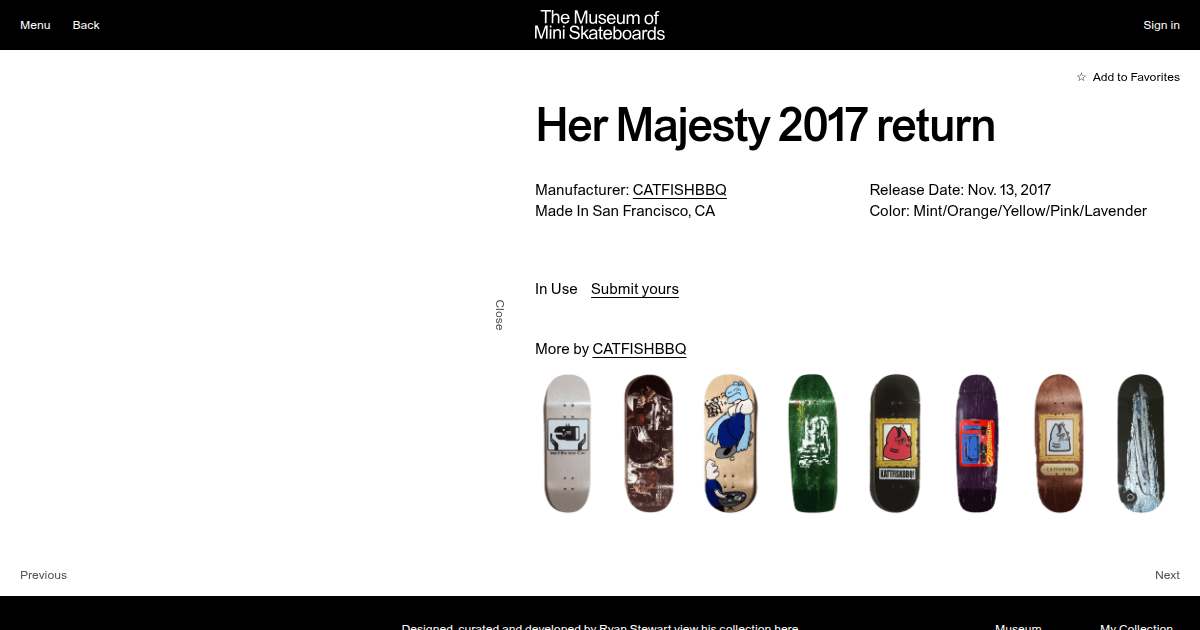 Menu
Back
The Museum of
Mini Skateboards
Sign in
☆ Add to Favorites
Her Majesty 2017 return
Manufacturer: CATFISHBBQ
Made In San Francisco, CA
Release Date: Nov. 13, 2017
Color: Mint/Orange/Yellow/Pink/Lavender
In Use Submit yours
Close
More by CATFISHBBQ
KATFISHBBQ!
CATFISHBBQ
Previous
Next
Designed, curated and developed by Ryan Stewart view his collection here
Museum
My Collection